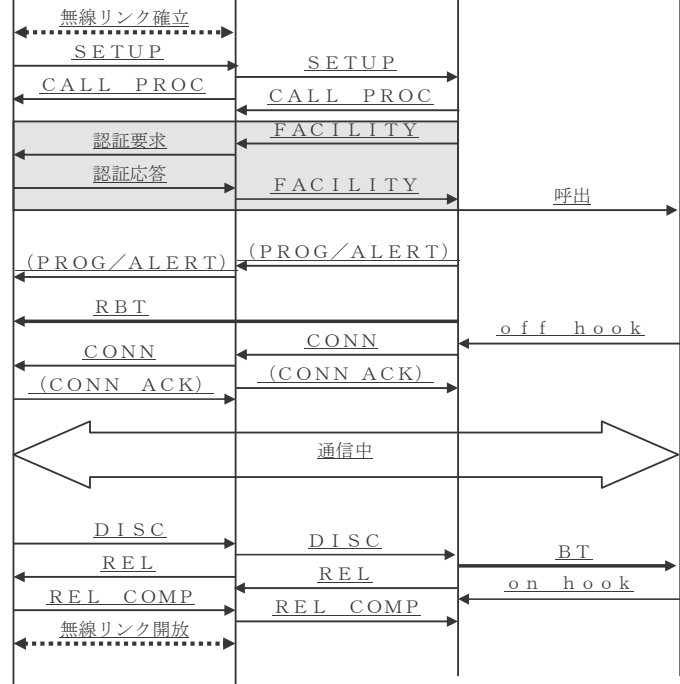 無線リンク確立
ＳＥＴＵＰ
ＳＥＴＵＰ
ＣＡＬＬ　ＰＲＯＣ
ＣＡＬＬ　ＰＲＯＣ
ＦＡＣＩＬＩＴＹ
認証要求
認証応答
ＦＡＣＩＬＩＴＹ
呼出
（ＰＲＯＧ／ＡＬＥＲＴ）
（ＰＲＯＧ／ＡＬＥＲＴ）
ＲＢＴ
ｏｆｆ　ｈｏｏｋ
ＣＯＮＮ
ＣＯＮＮ
（ＣＯＮＮ ＡＣＫ）
（ＣＯＮＮ　ＡＣＫ）
通信中
ＤＩＳＣ
ＤＩＳＣ
ＢＴ
ＲＥＬ
ＲＥＬ
ｏｎ　ｈｏｏｋ
ＲＥＬ　ＣＯＭＰ
ＲＥＬ　ＣＯＭＰ
無線リンク開放